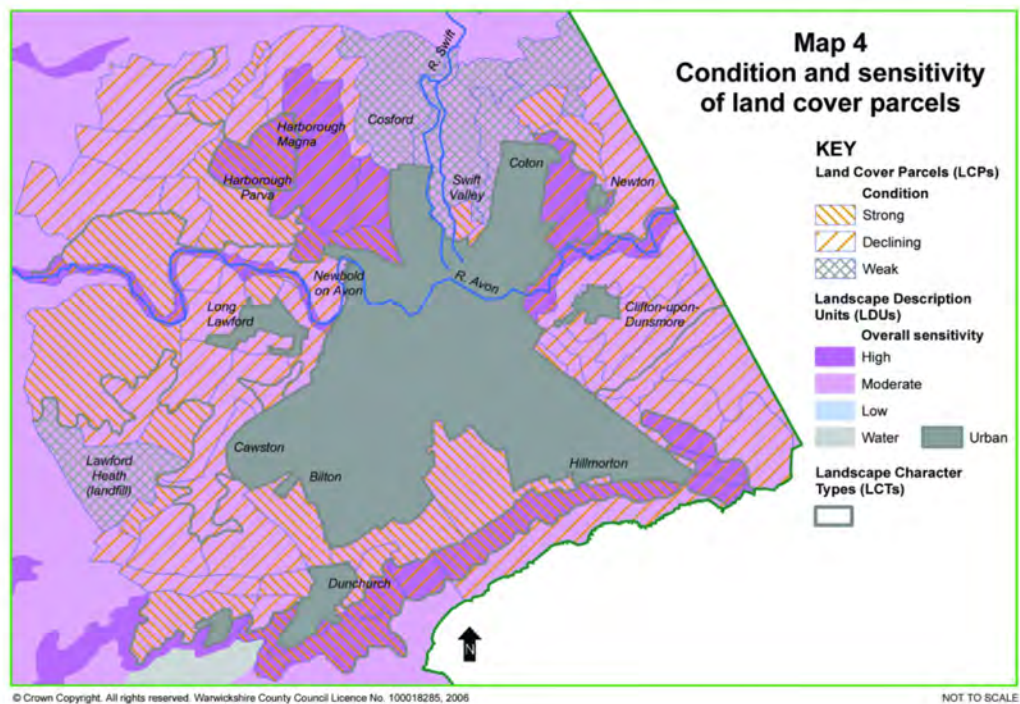 Map 4
Condition and sensitivity
of land cover parcels
KEY
Land Cover Parcels (LCPs)
Condition
Strong
Declining
Weak
Landscape Description
Units (LDUs)
Overall sensitivity
High
Moderate
Low
Water
Urban
Landscape Character
Types (LCTs)
R. Swift
Cosford
Harborough
Magna
Coton
Harborough
Parva
Swift
Valley
Newton
Newbold
on Avon
R. Avon
Long
Lawford
Clifton-upon-
Dunsmore
Cawston
Lawford
Heath
(landfill)
Bilton
Hillmorton
Dunchurch
N
© Crown Copyright. All rights reserved. Warwickshire County Council Licence No. 100018285, 2006
NOT TO SCALE